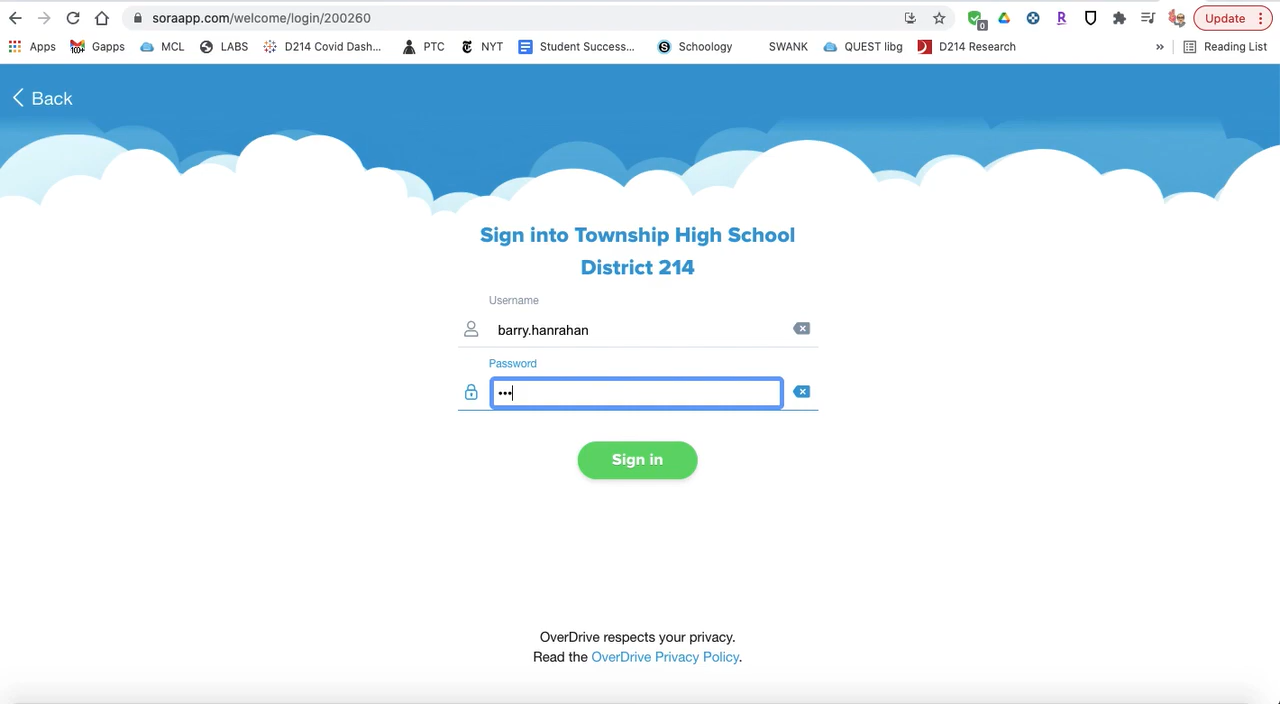 soraapp.com/welcome/login/200260
0
Update
Apps
10+
Gapps
MCL
LABS
D214 Covid Dash...
PTC
NYT
Student Success...
S
Schoology
SWANK
QUEST libg
D214 Research
»
Reading List
Back
Sign into Township High School
District 214
Username
barry.hanrahan
Password
•••
Sign in
OverDrive respects your privacy.
Read the OverDrive Privacy Policy.